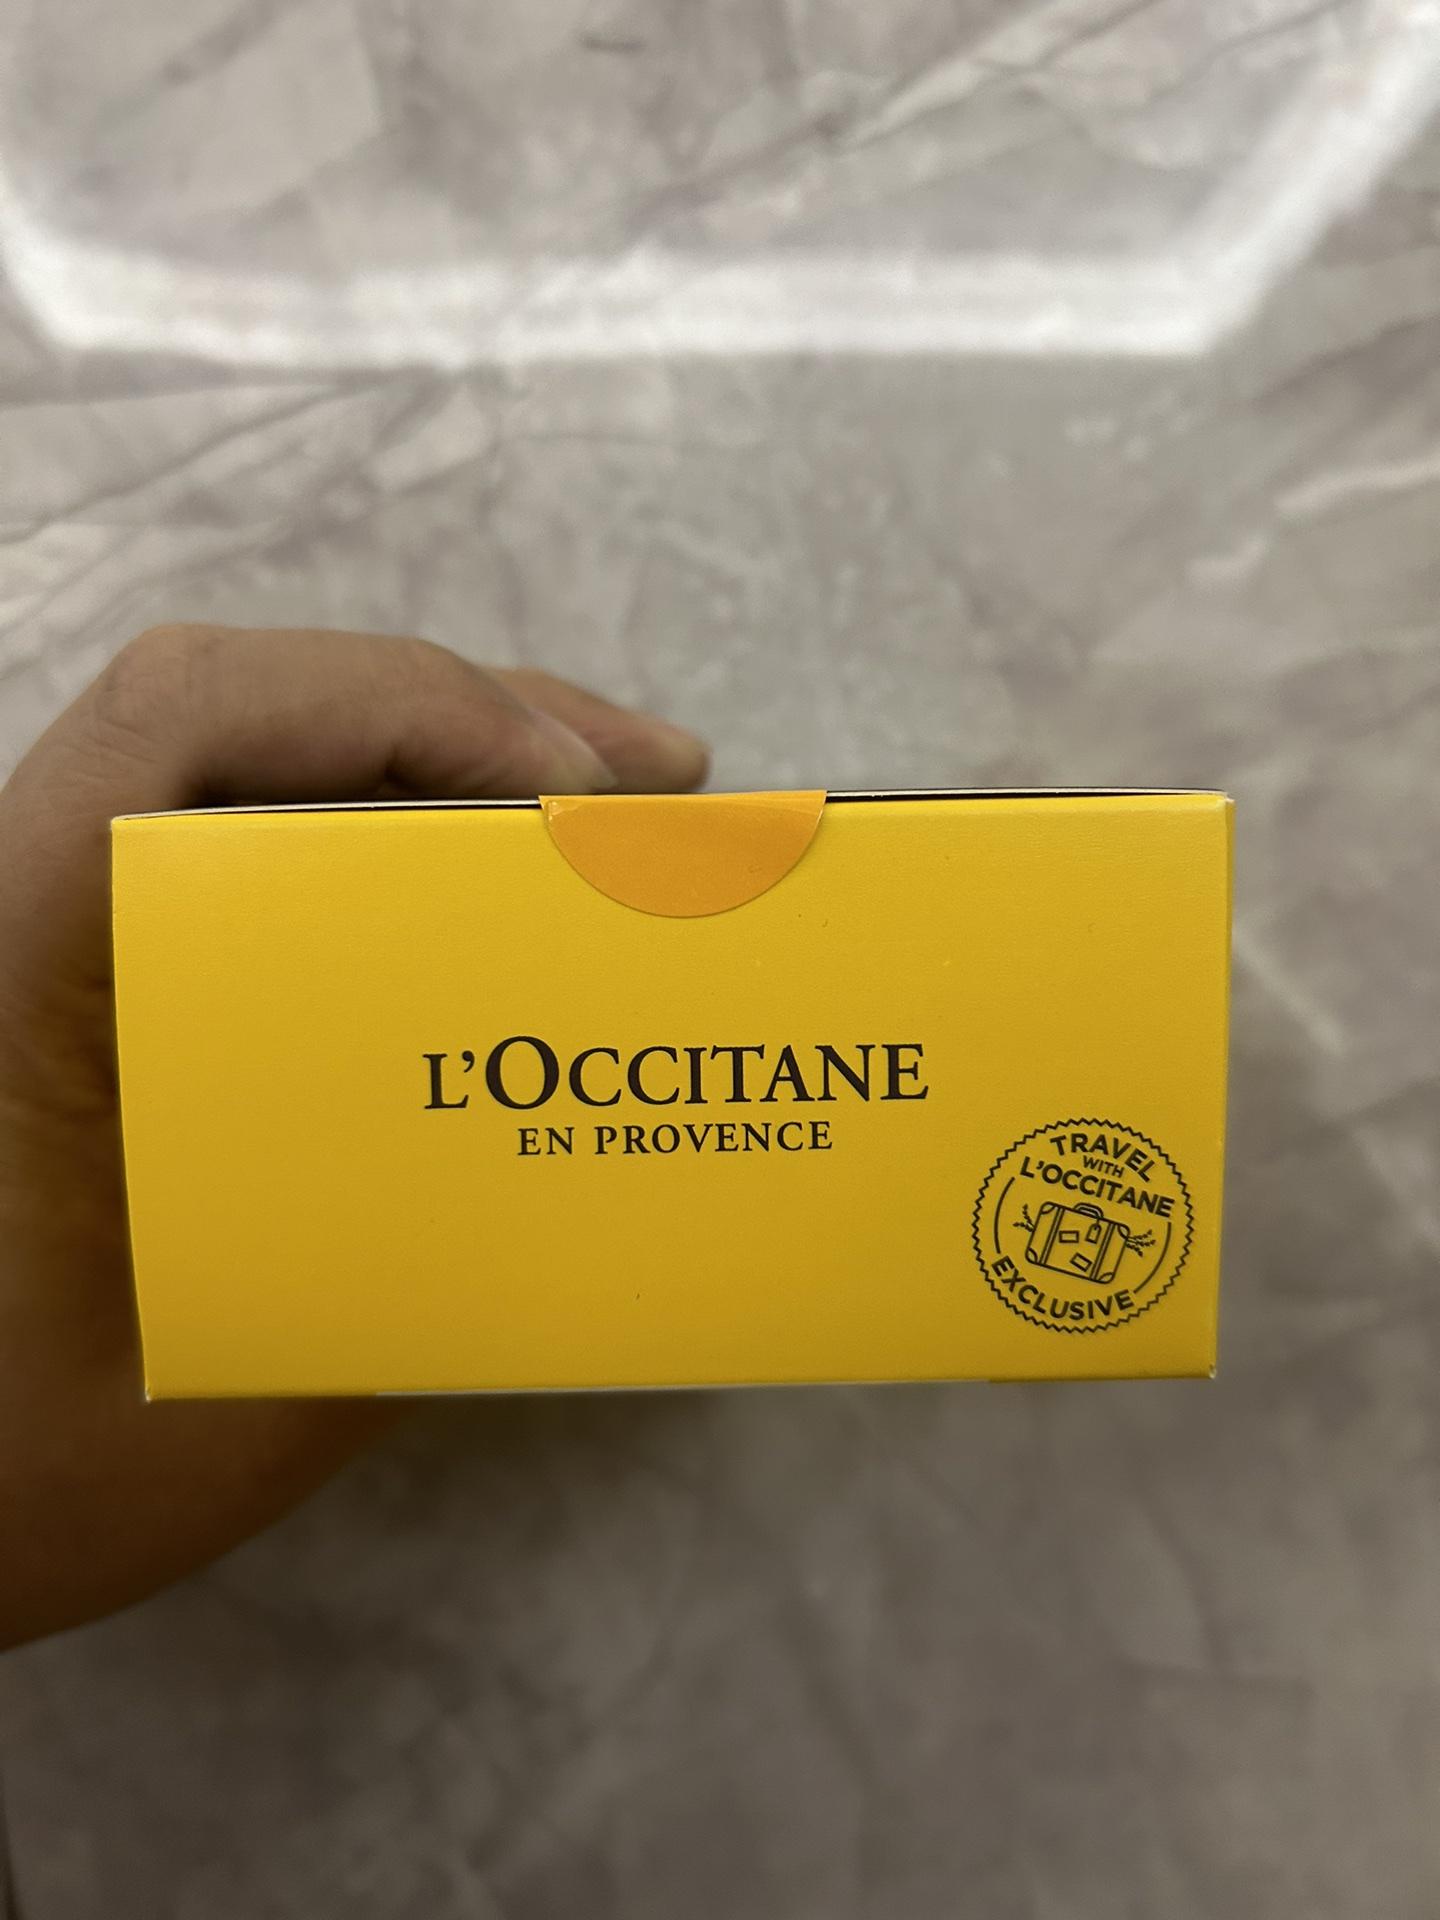 L'OCCITANE
EN PROVENCE
TRAVEL
WITH
L'OCCITANE
EXCLUSIVE